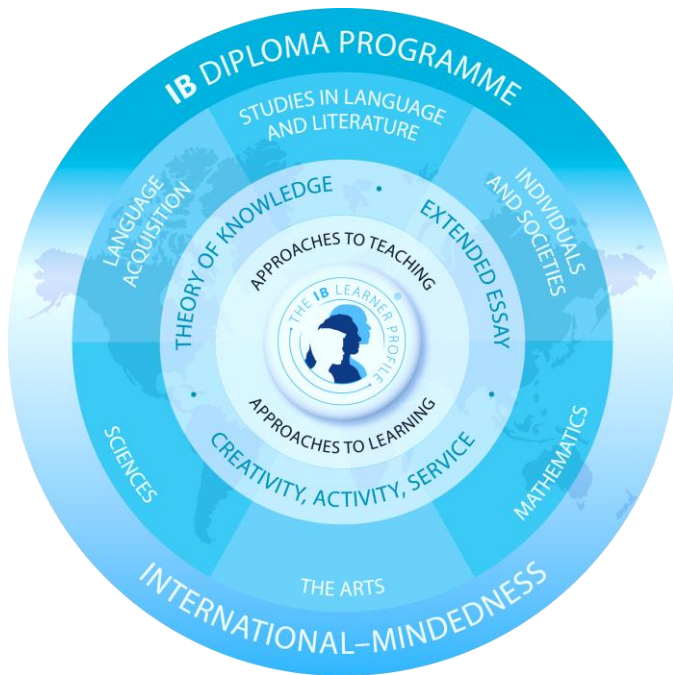 IB DIPLOMA PROGRAMME
STUDIES IN LANGUAGE
AND LITERATURE
LANGUAGE
ACQUISITION
INDIVIDUALS
AND SOCIETIES
THEORY OF KNOWLEDGE
•
EXTENDED ESSAY
•
APPROACHES TO TEACHING
THE IB LEARNER PROFILE
®
APPROACHES TO LEARNING
•
CREATIVITY, ACTIVITY, SERVICE
SCIENCES
MATHEMATICS
THE ARTS
INTERNATIONAL–MINDEDNESS